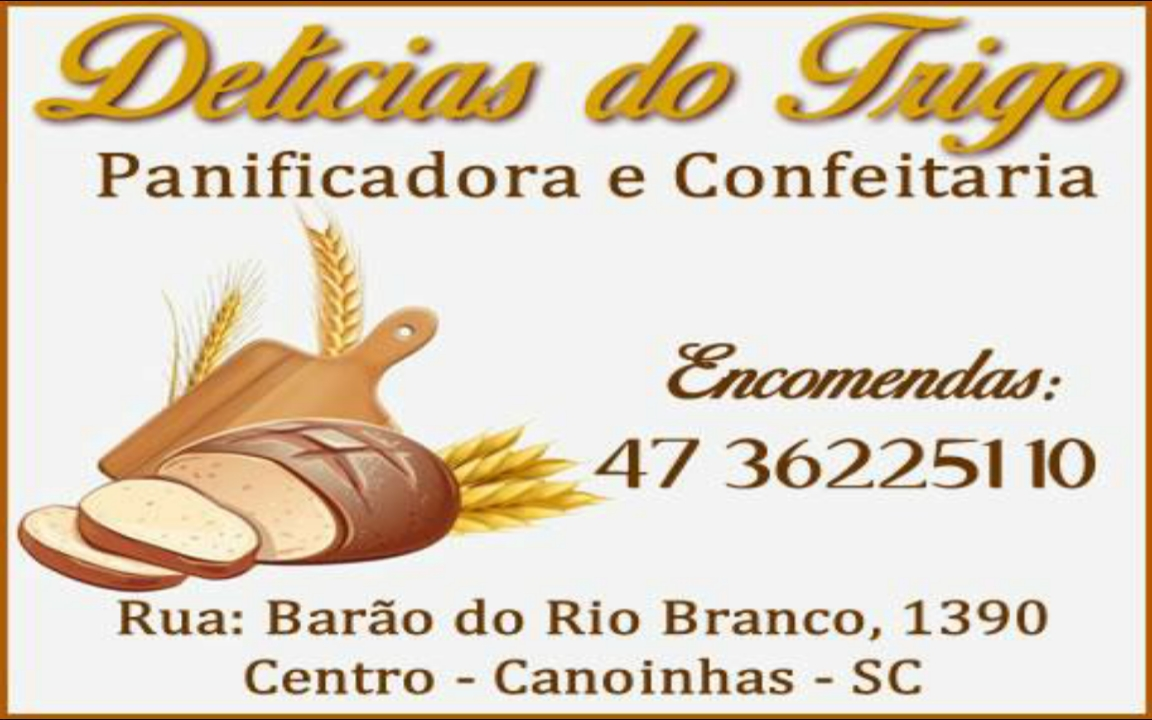 Delícias do Trigo
Panificadora e Confeitaria
Encomendas:
47 36225110
Rua: Barão do Rio Branco, 1390
Centro - Canoinhas - SC